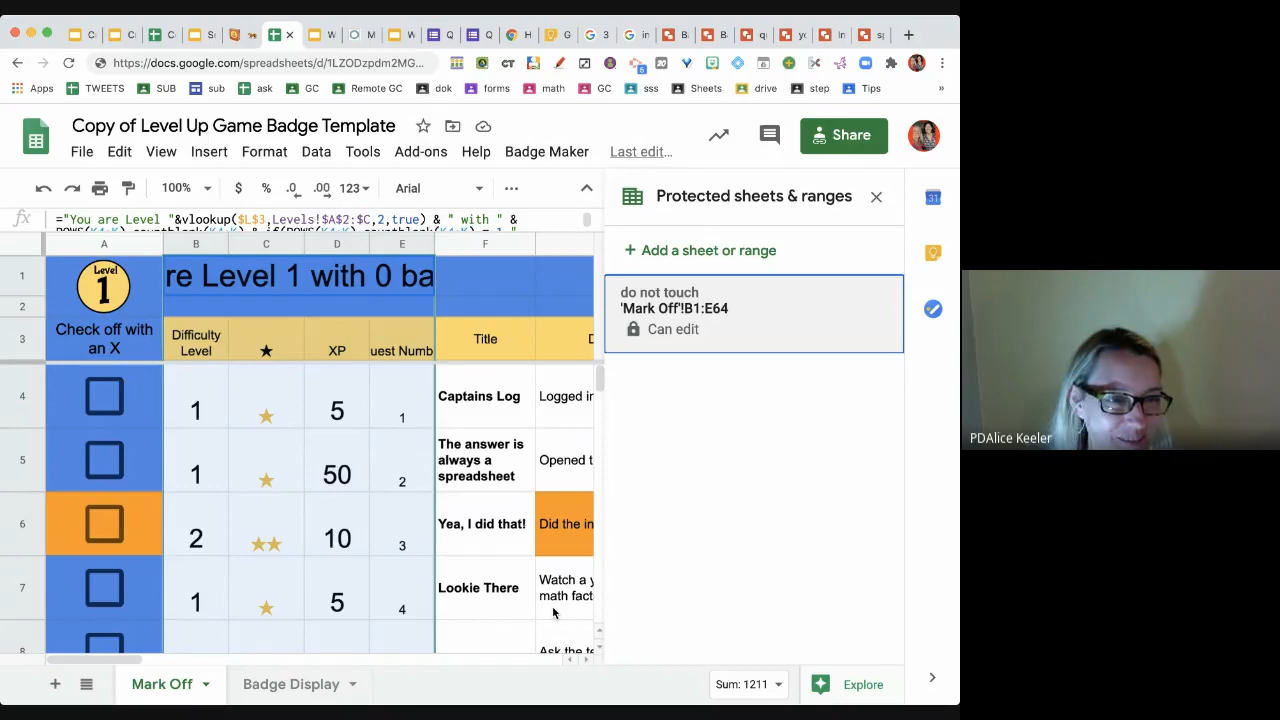 C
C
C
S
W
M
W
Q
Q
H
G
3
in
B
B
q
y
In
s
https://docs.google.com/spreadsheets/d/1LZODzpdm2MG...
CT
Apps
TWEETS
SUB
sub
ask
GC
Remote GC
dok
forms
math
GC
sss
Sheets
drive
step
Tips
»
Copy of Level Up Game Badge Template
Share
File Edit View Insert Format Data Tools Add-ons Help Badge Maker Last edit...
100% $ % .0 .00 123 Arial
fx ="You are Level "&vlookup($L$3,Levels!$A$2:$C,2,true) & " with " &
Protected sheets & ranges
+ Add a sheet or range
do not touch
'Mark Off'!B1:E64
Can edit
A B C D E F
1 Level 1 re Level 1 with 0 ba
2
3 Check off with an X Difficulty Level ★ XP uest Numb Title D
4 1 ★ 5 1 Captains Log Logged in
5 1 ★ 50 2 The answer is always a spreadsheet Opened t
6 2 ★★ 10 3 Yea, I did that! Did the in
7 1 ★ 5 4 Lookie There Watch a y math fact
8 Ask the te
+ Mark Off Badge Display
Sum: 1211
Explore
31
PDAlice Keeler